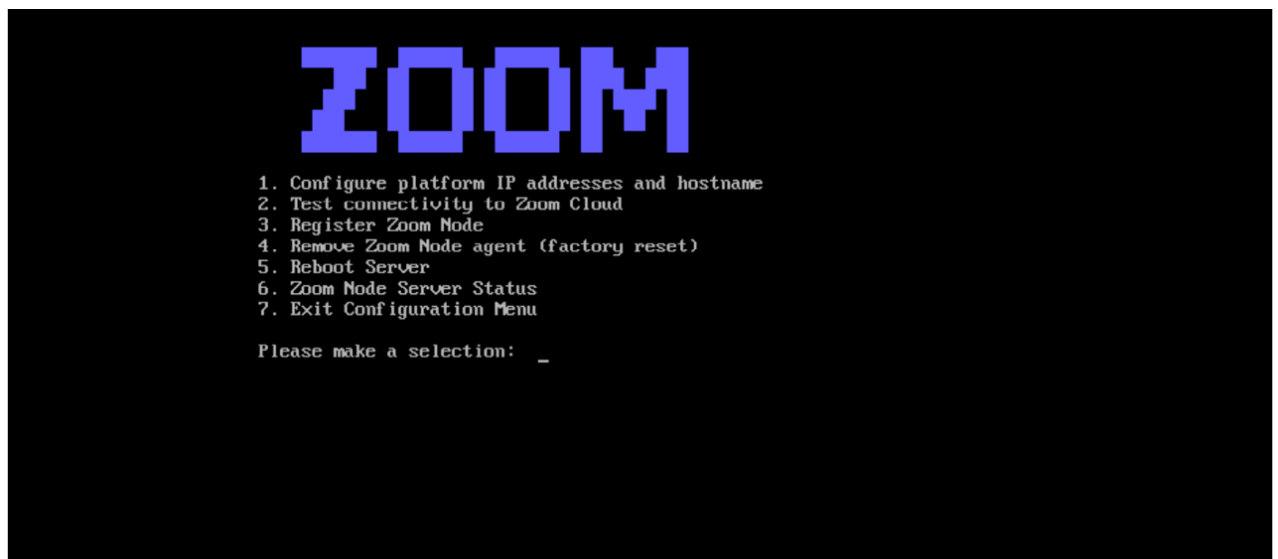 ZOOM
1. Configure platform IP addresses and hostname
2. Test connectivity to Zoom Cloud
3. Register Zoom Node
4. Remove Zoom Node agent (factory reset)
5. Reboot Server
6. Zoom Node Server Status
7. Exit Configuration Menu
Please make a selection: _